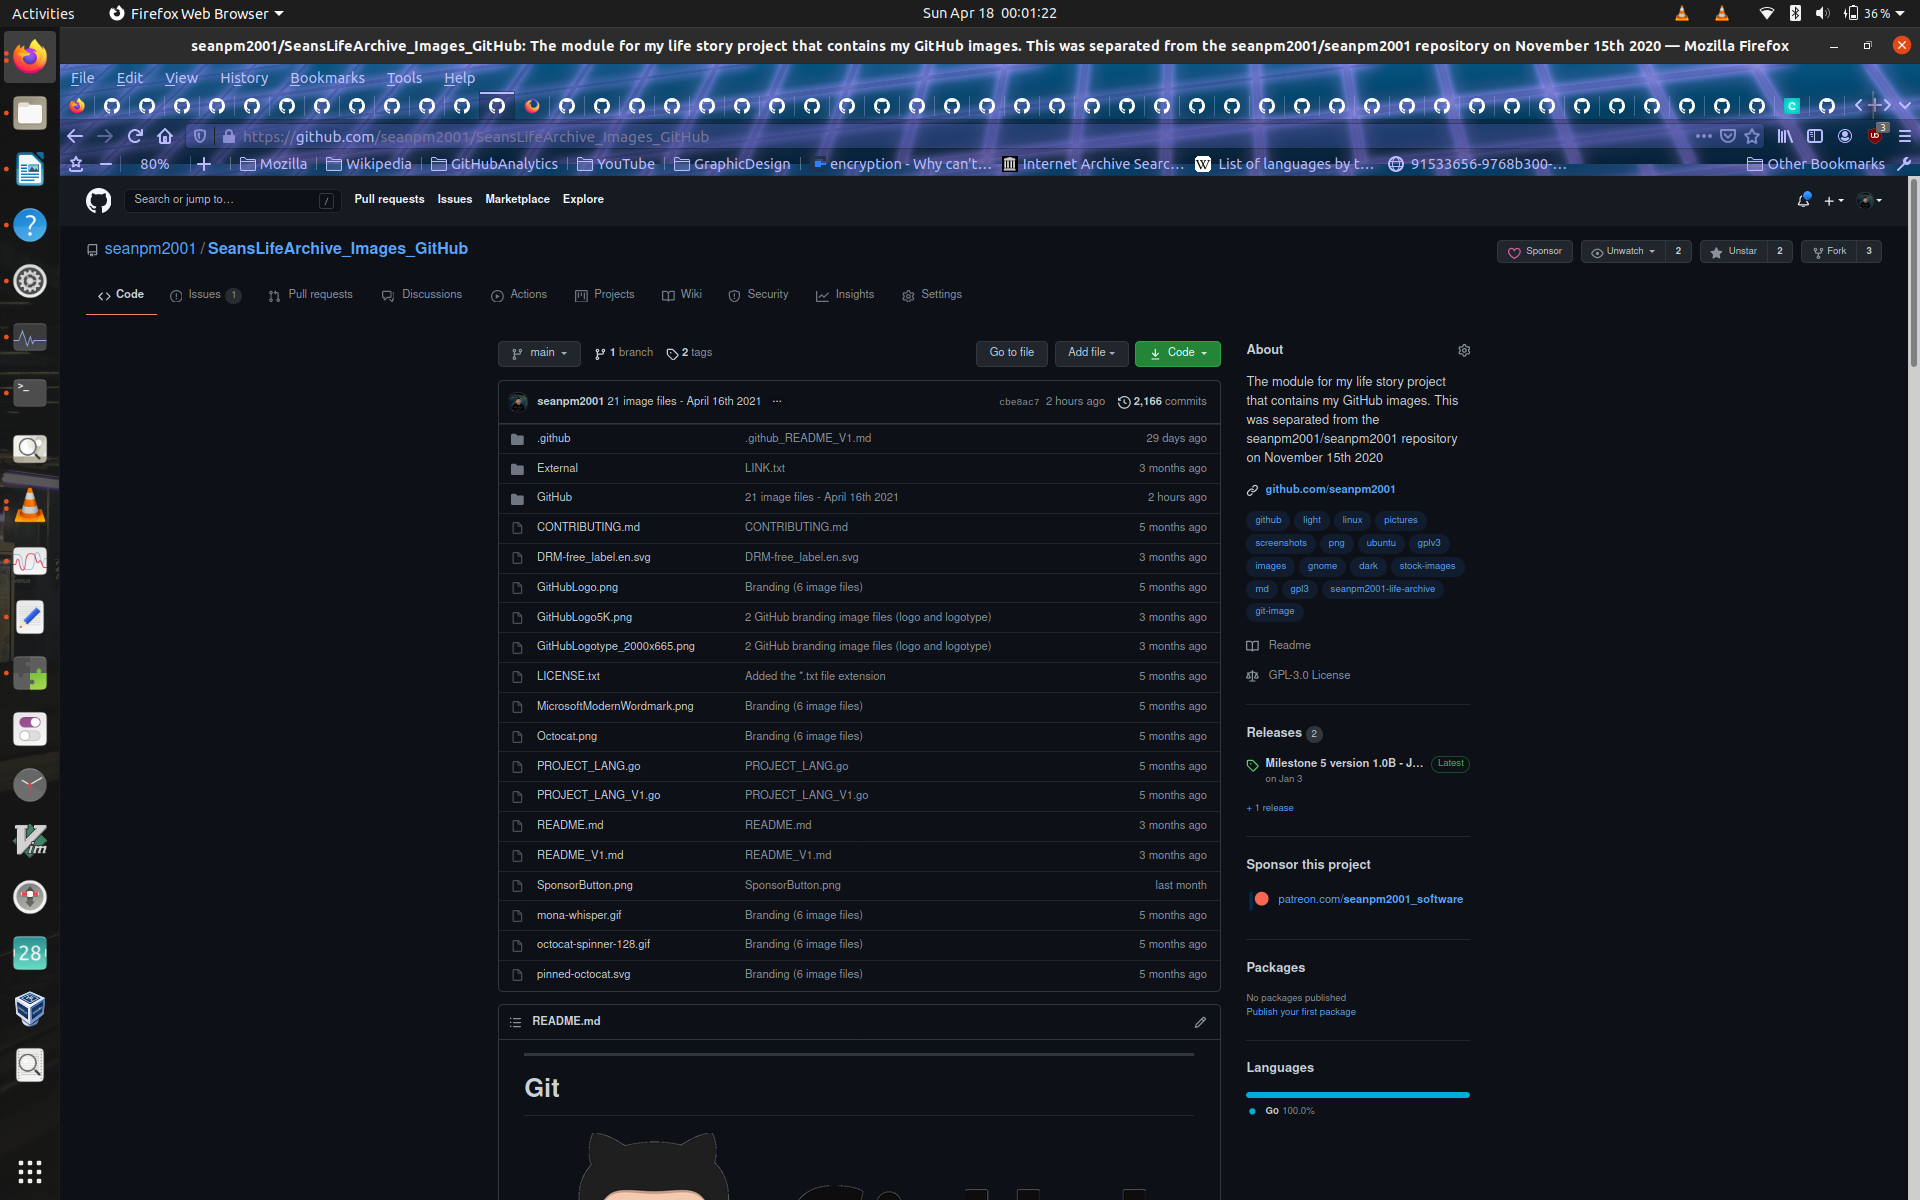 Activities Firefox Web Browser Sun Apr 18 00:01:22 36 %
seanpm2001/SeansLifeArchive_Images_GitHub: The module for my life story project that contains my GitHub images. This was separated from the seanpm2001/seanpm2001 repository on November 15th 2020 — Mozilla Firefox
File Edit View History Bookmarks Tools Help
https://github.com/seanpm2001/SeansLifeArchive_Images_GitHub 3
80% Mozilla Wikipedia GitHubAnalytics YouTube GraphicDesign encryption - Why can't... Internet Archive Searc... List of languages by t... 91533656-9768b300-... Other Bookmarks
Search or jump to... / Pull requests Issues Marketplace Explore
seanpm2001 / SeansLifeArchive_Images_GitHub Sponsor Unwatch 2 Unstar 2 Fork 3
Code Issues 1 Pull requests Discussions Actions Projects Wiki Security Insights Settings
main 1 branch 2 tags Go to file Add file Code
seanpm2001 21 image files - April 16th 2021 ... cbe8ac7 2 hours ago 2,166 commits
.github .github_README_V1.md 29 days ago
External LINK.txt 3 months ago
GitHub 21 image files - April 16th 2021 2 hours ago
CONTRIBUTING.md CONTRIBUTING.md 5 months ago
DRM-free_label.en.svg DRM-free_label.en.svg 3 months ago
GitHubLogo.png Branding (6 image files) 5 months ago
GitHubLogo5K.png 2 GitHub branding image files (logo and logotype) 3 months ago
GitHubLogotype_2000x665.png 2 GitHub branding image files (logo and logotype) 3 months ago
LICENSE.txt Added the *.txt file extension 5 months ago
MicrosoftModernWordmark.png Branding (6 image files) 5 months ago
Octocat.png Branding (6 image files) 5 months ago
PROJECT_LANG.go PROJECT_LANG.go 5 months ago
PROJECT_LANG_V1.go PROJECT_LANG_V1.go 5 months ago
README.md README.md 3 months ago
README_V1.md README_V1.md 3 months ago
SponsorButton.png SponsorButton.png last month
mona-whisper.gif Branding (6 image files) 5 months ago
octocat-spinner-128.gif Branding (6 image files) 5 months ago
pinned-octocat.svg Branding (6 image files) 5 months ago
README.md
Git
About
The module for my life story project
that contains my GitHub images. This
was separated from the
seanpm2001/seanpm2001 repository
on November 15th 2020
github.com/seanpm2001
github light linux pictures
screenshots png ubuntu gplv3
images gnome dark stock-images
md gpl3 seanpm2001-life-archive
git-image
Readme
GPL-3.0 License
Releases 2
Milestone 5 version 1.0B - J... Latest
on Jan 3
+ 1 release
Sponsor this project
patreon.com/seanpm2001_software
Packages
No packages published
Publish your first package
Languages
Go 100.0%
28